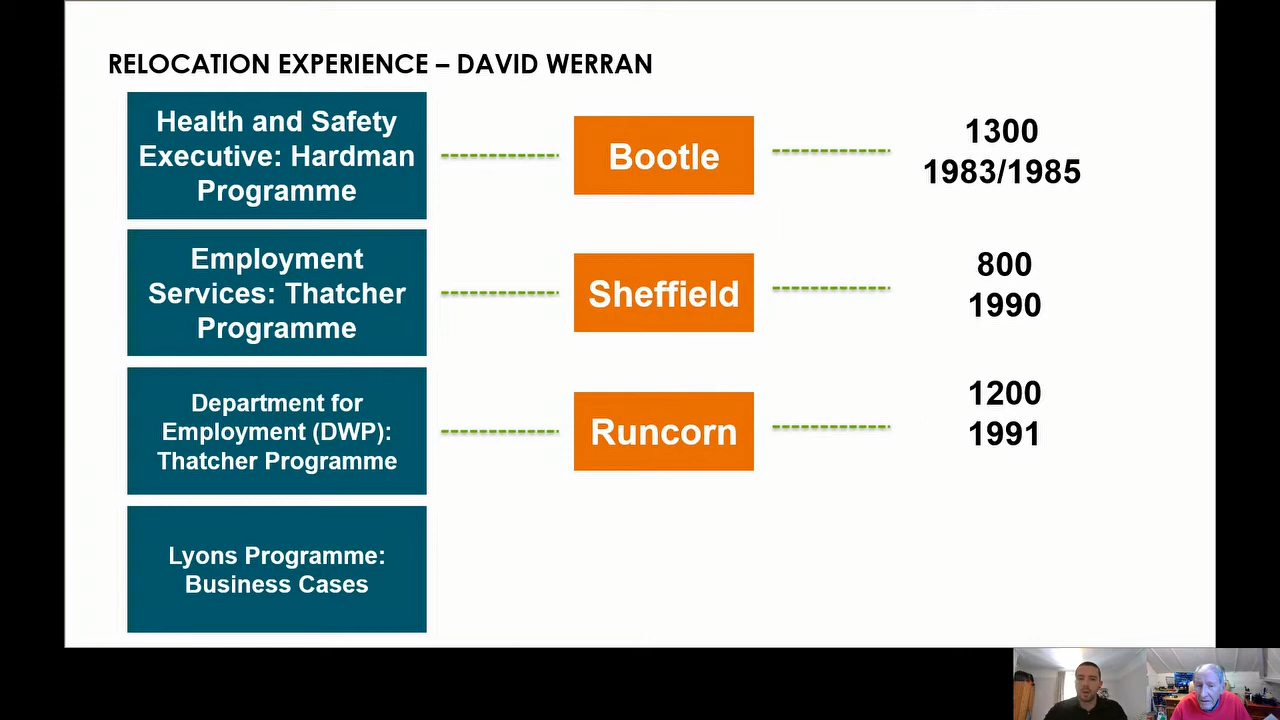 RELOCATION EXPERIENCE – DAVID WERRAN
Health and Safety
Executive: Hardman
Programme
Bootle
1300
1983/1985
Employment
Services: Thatcher
Programme
Sheffield
800
1990
Department for
Employment (DWP):
Thatcher Programme
Runcorn
1200
1991
Lyons Programme:
Business Cases